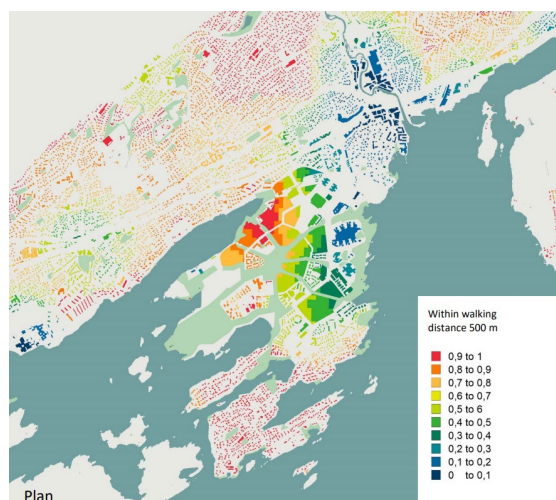 Within walking
distance 500 m
0,9 to 1
0,8 to 0,9
0,7 to 0,8
0,6 to 0,7
0,5 to 6
0,4 to 0,5
0,3 to 0,4
0,2 to 0,3
0,1 to 0,2
0 to 0,1
Plan